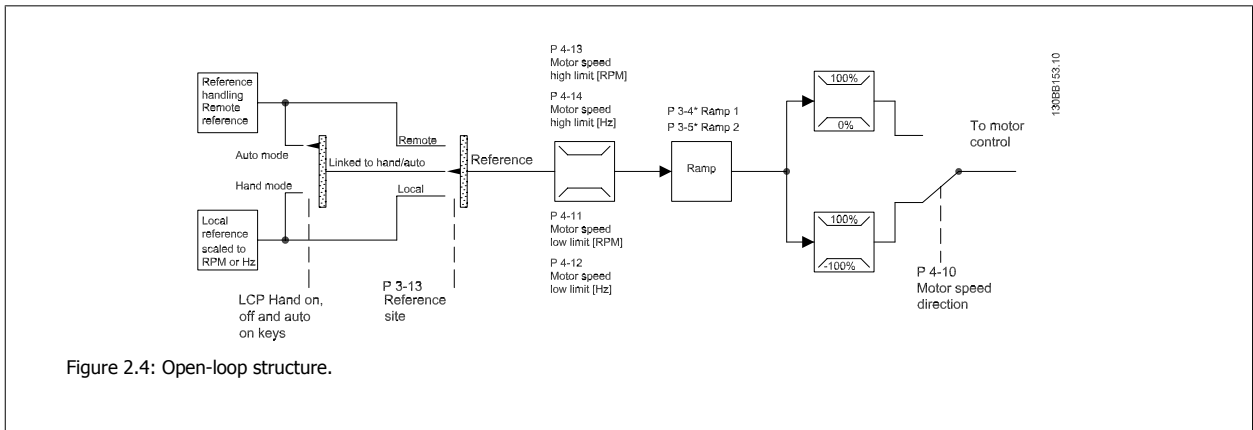 Reference
handling
Remote
reference
Auto mode
Hand mode
Local
reference
scaled to
RPM or Hz
LCP Hand on,
off and auto
on keys
Linked to hand/auto
Remote
Local
P 3-13
Reference
site
Reference
P 4-13
Motor speed
high limit [RPM]
P 4-14
Motor speed
high limit [Hz]
P 4-11
Motor speed
low limit [RPM]
P 4-12
Motor speed
low limit [Hz]
P 3-4* Ramp 1
P 3-5* Ramp 2
Ramp
100%
0%
100%
-100%
To motor
control
P 4-10
Motor speed
direction
130BB153.10
Figure 2.4: Open-loop structure.